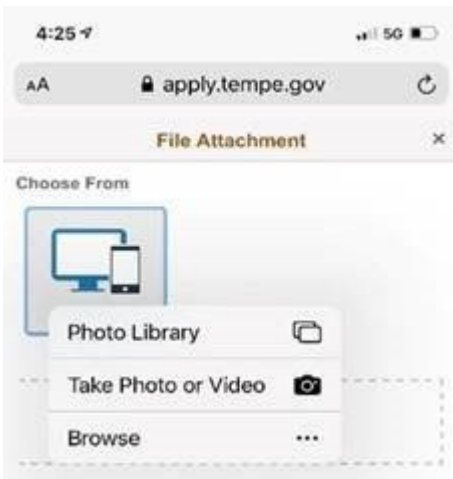 4:25
5G
AA apply.tempe.gov
File Attachment ×
Choose From
Photo Library
Take Photo or Video
Browse